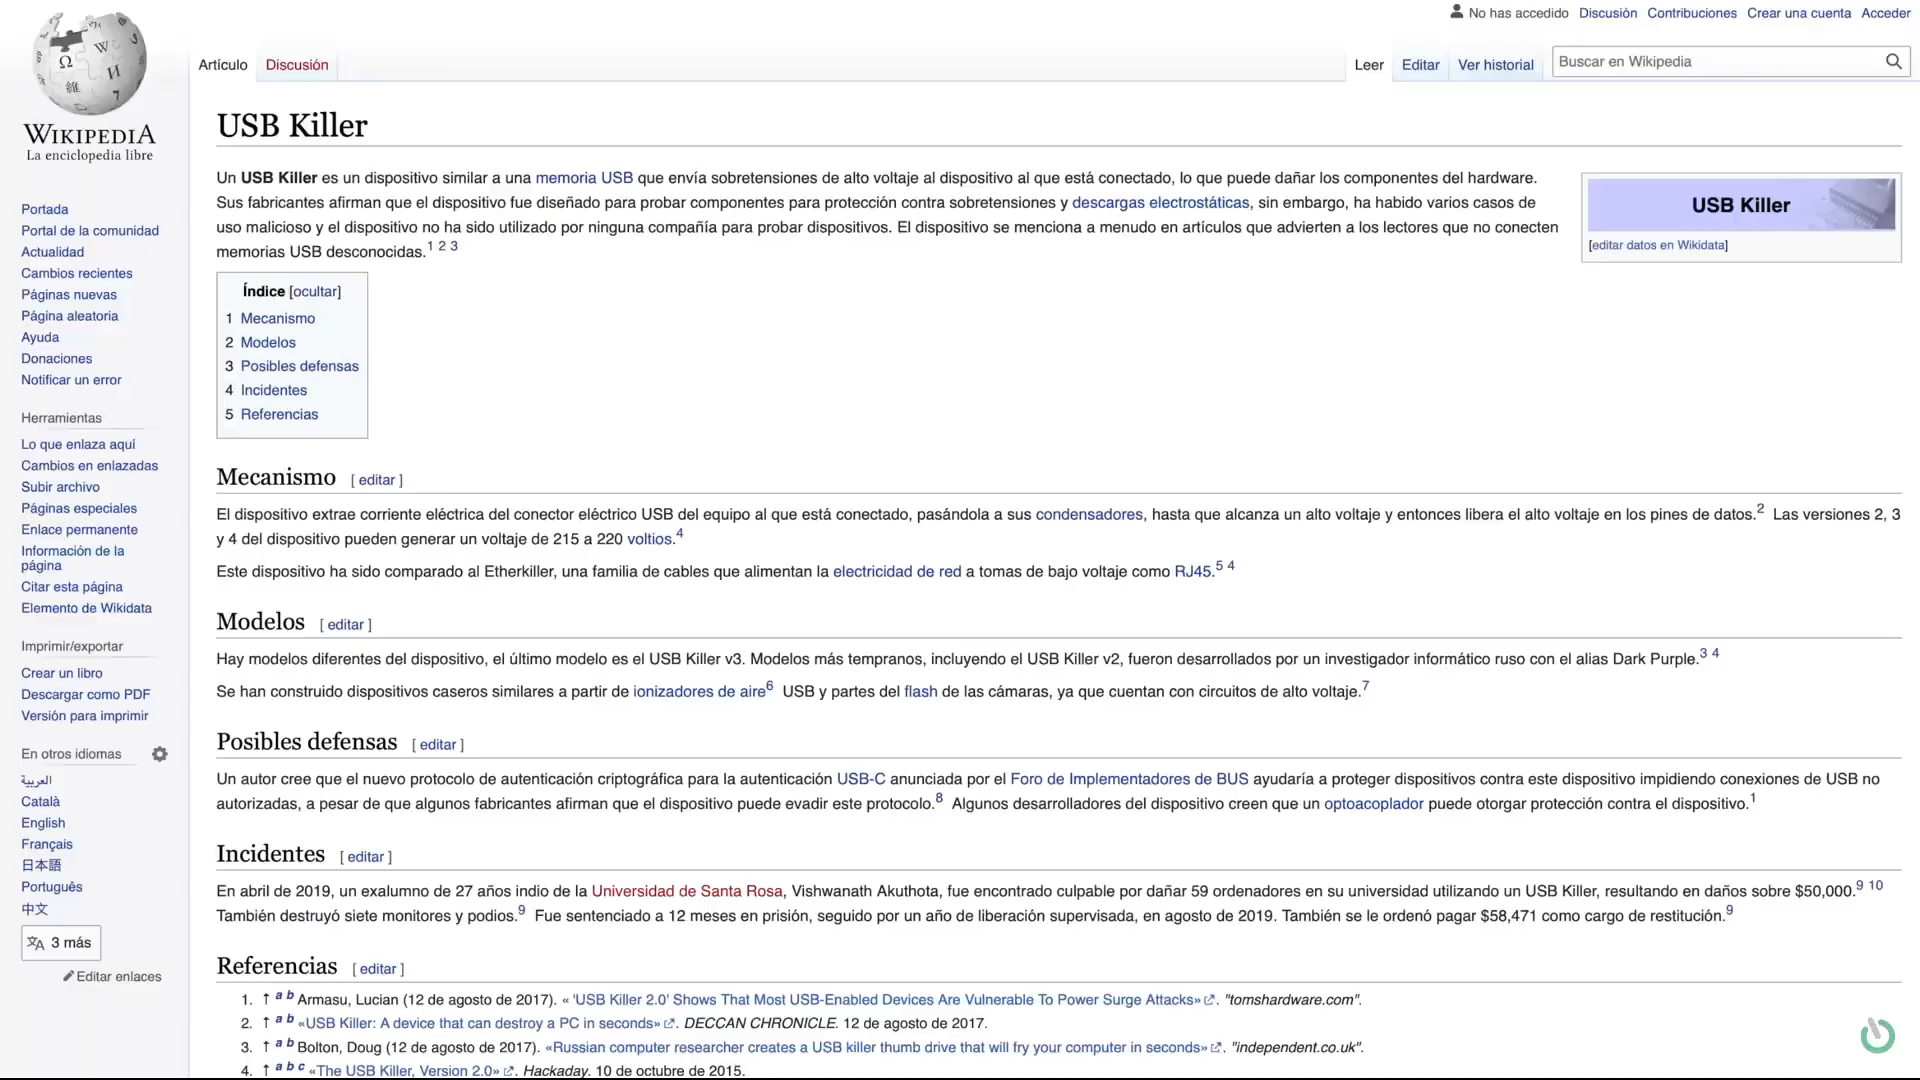 No has accedido Discusión Contribuciones Crear una cuenta Acceder
Artículo Discusión Leer Editar Ver historial Buscar en Wikipedia
WIKIPEDIA
La enciclopedia libre
Portada
Portal de la comunidad
Actualidad
Cambios recientes
Páginas nuevas
Página aleatoria
Ayuda
Donaciones
Notificar un error
Herramientas
Lo que enlaza aquí
Cambios en enlazadas
Subir archivo
Páginas especiales
Enlace permanente
Información de la
página
Citar esta página
Elemento de Wikidata
Imprimir/exportar
Crear un libro
Descargar como PDF
Versión para imprimir
En otros idiomas
العربية
Català
English
Français
日本語
Português
中文
3 más
Editar enlaces
USB Killer
Un USB Killer es un dispositivo similar a una memoria USB que envía sobretensiones de alto voltaje al dispositivo al que está conectado, lo que puede dañar los componentes del hardware.
Sus fabricantes afirman que el dispositivo fue diseñado para probar componentes para protección contra sobretensiones y descargas electrostáticas, sin embargo, ha habido varios casos de
uso malicioso y el dispositivo no ha sido utilizado por ninguna compañía para probar dispositivos. El dispositivo se menciona a menudo en artículos que advierten a los lectores que no conecten
memorias USB desconocidas.1 2 3
USB Killer
[editar datos en Wikidata]
Índice [ocultar]
1 Mecanismo
2 Modelos
3 Posibles defensas
4 Incidentes
5 Referencias
Mecanismo [ editar ]
El dispositivo extrae corriente eléctrica del conector eléctrico USB del equipo al que está conectado, pasándola a sus condensadores, hasta que alcanza un alto voltaje y entonces libera el alto voltaje en los pines de datos.2 Las versiones 2, 3
y 4 del dispositivo pueden generar un voltaje de 215 a 220 voltios.4
Este dispositivo ha sido comparado al Etherkiller, una familia de cables que alimentan la electricidad de red a tomas de bajo voltaje como RJ45.5 4
Modelos [ editar ]
Hay modelos diferentes del dispositivo, el último modelo es el USB Killer v3. Modelos más tempranos, incluyendo el USB Killer v2, fueron desarrollados por un investigador informático ruso con el alias Dark Purple.3 4
Se han construido dispositivos caseros similares a partir de ionizadores de aire6 USB y partes del flash de las cámaras, ya que cuentan con circuitos de alto voltaje.7
Posibles defensas [ editar ]
Un autor cree que el nuevo protocolo de autenticación criptográfica para la autenticación USB-C anunciada por el Foro de Implementadores de BUS ayudaría a proteger dispositivos contra este dispositivo impidiendo conexiones de USB no
autorizadas, a pesar de que algunos fabricantes afirman que el dispositivo puede evadir este protocolo.8 Algunos desarrolladores del dispositivo creen que un optoacoplador puede otorgar protección contra el dispositivo.1
Incidentes [ editar ]
En abril de 2019, un exalumno de 27 años indio de la Universidad de Santa Rosa, Vishwanath Akuthota, fue encontrado culpable por dañar 59 ordenadores en su universidad utilizando un USB Killer, resultando en daños sobre $50,000.9 10
También destruyó siete monitores y podios.9 Fue sentenciado a 12 meses en prisión, seguido por un año de liberación supervisada, en agosto de 2019. También se le ordenó pagar $58,471 como cargo de restitución.9
Referencias [ editar ]
1. ↑ a b Armasu, Lucian (12 de agosto de 2017). « 'USB Killer 2.0' Shows That Most USB-Enabled Devices Are Vulnerable To Power Surge Attacks». "tomshardware.com".
2. ↑ a b «USB Killer: A device that can destroy a PC in seconds». DECCAN CHRONICLE. 12 de agosto de 2017.
3. ↑ a b Bolton, Doug (12 de agosto de 2017). «Russian computer researcher creates a USB killer thumb drive that will fry your computer in seconds». "independent.co.uk".
4. ↑ a b c «The USB Killer, Version 2.0». Hackaday. 10 de octubre de 2015.